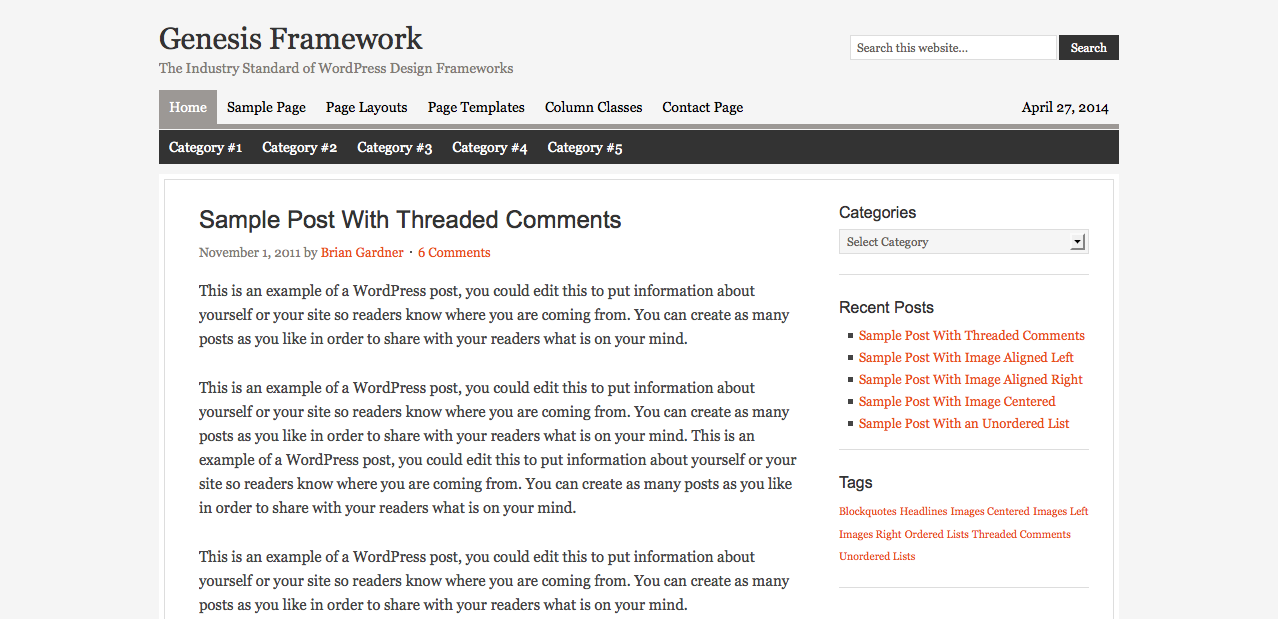 Genesis Framework
The Industry Standard of WordPress Design Frameworks
Search this website...
Search
Home Sample Page Page Layouts Page Templates Column Classes Contact Page April 27, 2014
Category #1 Category #2 Category #3 Category #4 Category #5
Sample Post With Threaded Comments
November 1, 2011 by Brian Gardner · 6 Comments
This is an example of a WordPress post, you could edit this to put information about
yourself or your site so readers know where you are coming from. You can create as many
posts as you like in order to share with your readers what is on your mind.
This is an example of a WordPress post, you could edit this to put information about
yourself or your site so readers know where you are coming from. You can create as many
posts as you like in order to share with your readers what is on your mind. This is an
example of a WordPress post, you could edit this to put information about yourself or your
site so readers know where you are coming from. You can create as many posts as you like
in order to share with your readers what is on your mind.
This is an example of a WordPress post, you could edit this to put information about
yourself or your site so readers know where you are coming from. You can create as many
posts as you like in order to share with your readers what is on your mind.
Categories
Select Category
Recent Posts
Sample Post With Threaded Comments
Sample Post With Image Aligned Left
Sample Post With Image Aligned Right
Sample Post With Image Centered
Sample Post With an Unordered List
Tags
Blockquotes Headlines Images Centered Images Left
Images Right Ordered Lists Threaded Comments
Unordered Lists